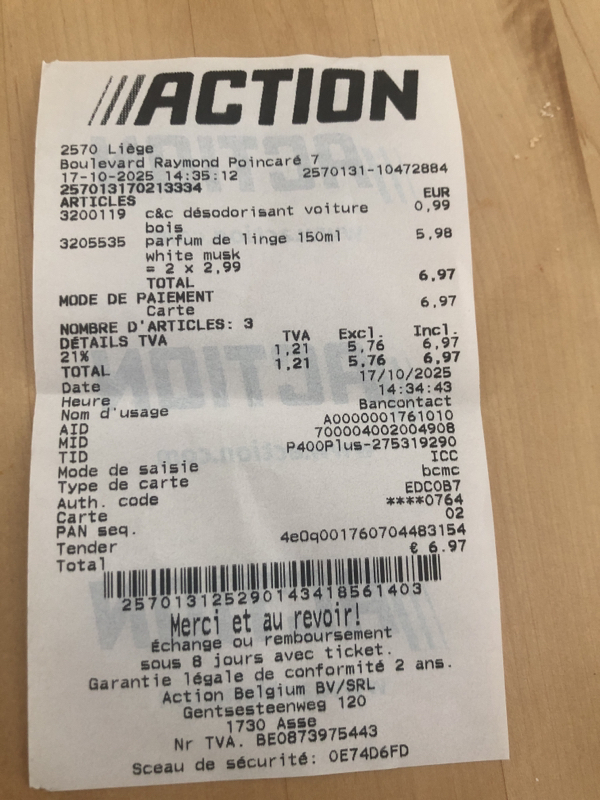 ///ACTION
2570 Liège
Boulevard Raymond Poincaré 7
17-10-2025 14:35:12 2570131-10472884
257013170213334
ARTICLES EUR
3200119 c&c désodorisant voiture 0,99
bois
3205535 parfum de linge 150ml 5,98
white musk
= 2 x 2,99
TOTAL 6,97
MODE DE PAIEMENT
Carte 6,97
NOMBRE D'ARTICLES: 3
DÉTAILS TVA TVA Excl. Incl.
21% 1,21 5,76 6,97
TOTAL 1,21 5,76 6,97
Date 17/10/2025
Heure 14:34:43
Nom d'usage Bancontact
AID A0000001761010
MID 700004002004908
TID P400Plus-275319290
Mode de saisie ICC
Type de carte bcmc
Auth. code EDC0B7
Carte ****0764
PAN seq. 02
Tender 4e0q001760704483154
Total € 6.97
257013125290143418561403
Merci et au revoir!
Échange ou remboursement
sous 8 jours avec ticket.
Garantie légale de conformité 2 ans.
Action Belgium BV/SRL
Gentsesteenweg 120
1730 Asse
Nr TVA. BE0873975443
Sceau de sécurité: 0E74D6FD